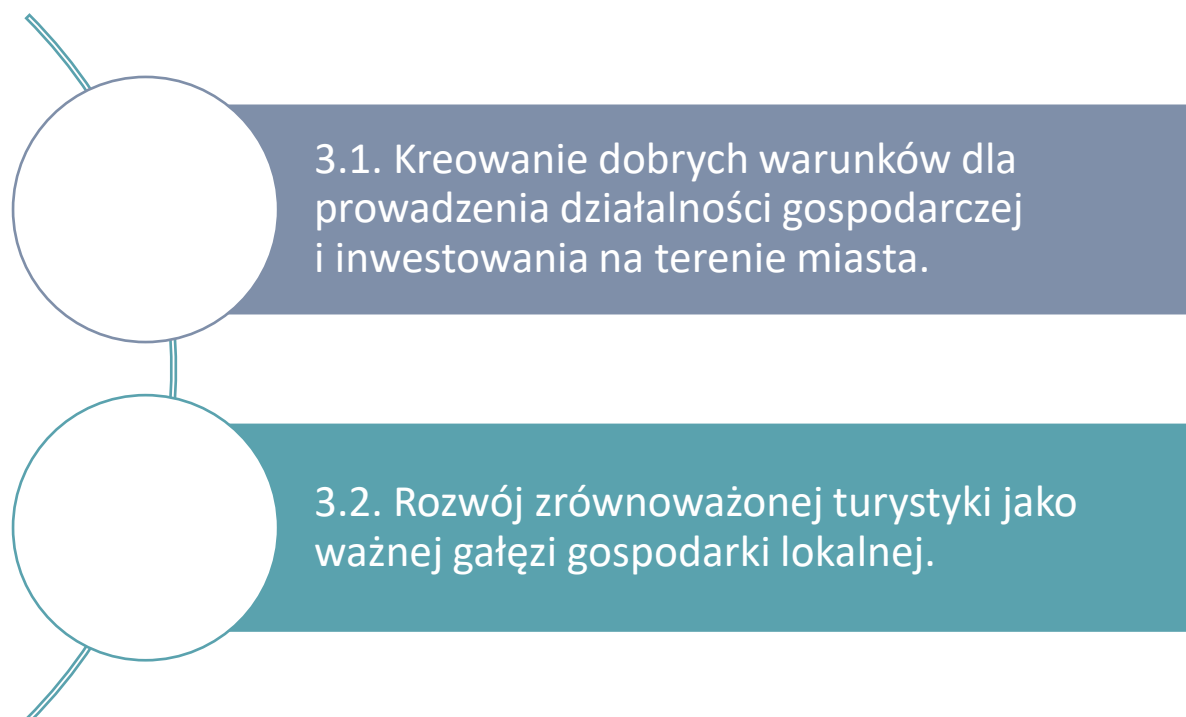 3.1. Kreowanie dobrych warunków dla
prowadzenia działalności gospodarczej
i inwestowania na terenie miasta.
3.2. Rozwój zrównoważonej turystyki jako
ważnej gałęzi gospodarki lokalnej.